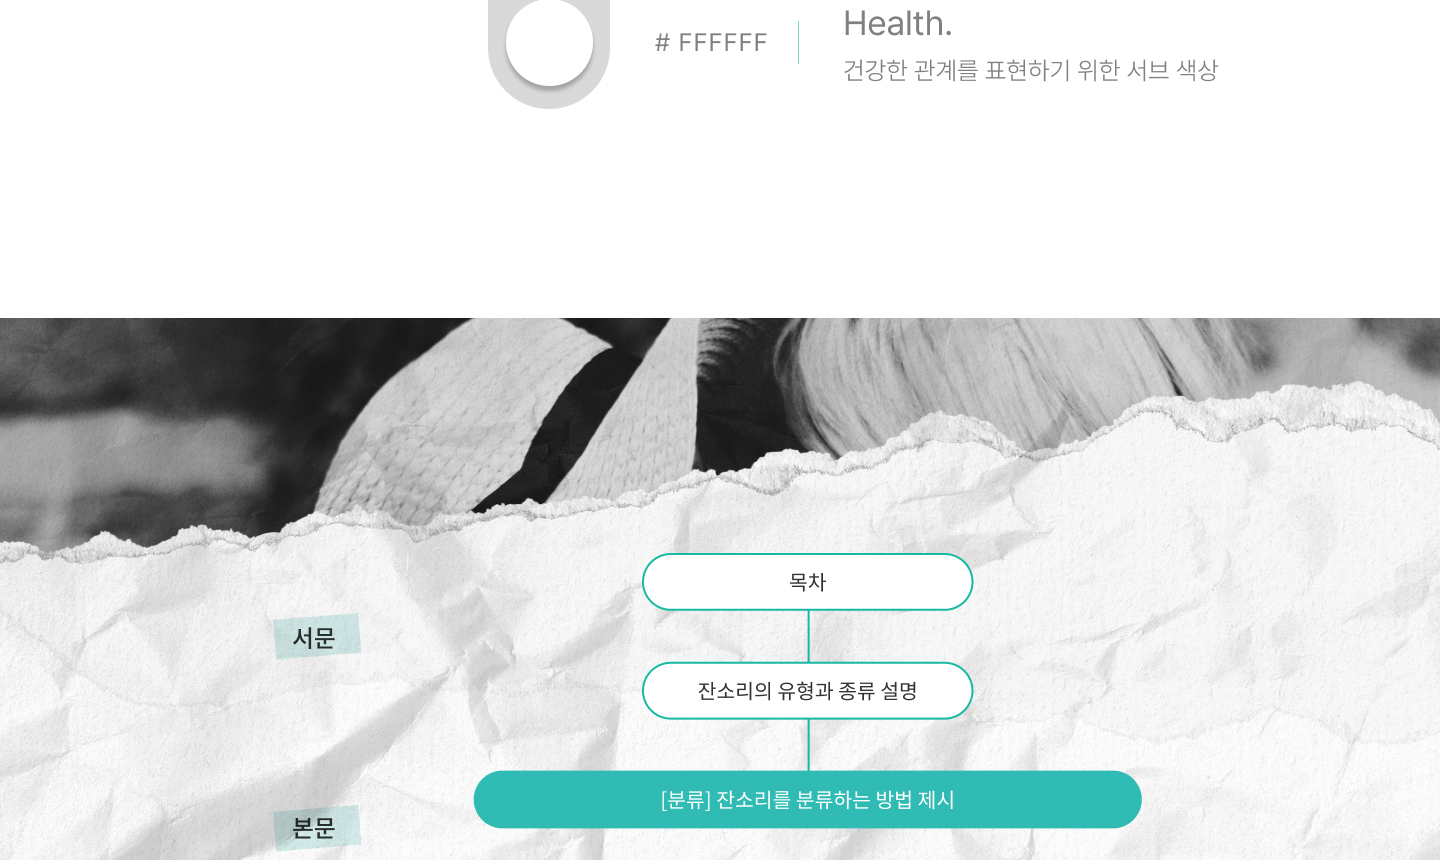 Health.
# FFFFFF
건강한 관계를 표현하기 위한 서브 색상
목차
서문
잔소리의 유형과 종류 설명
[분류] 잔소리를 분류하는 방법 제시
본문